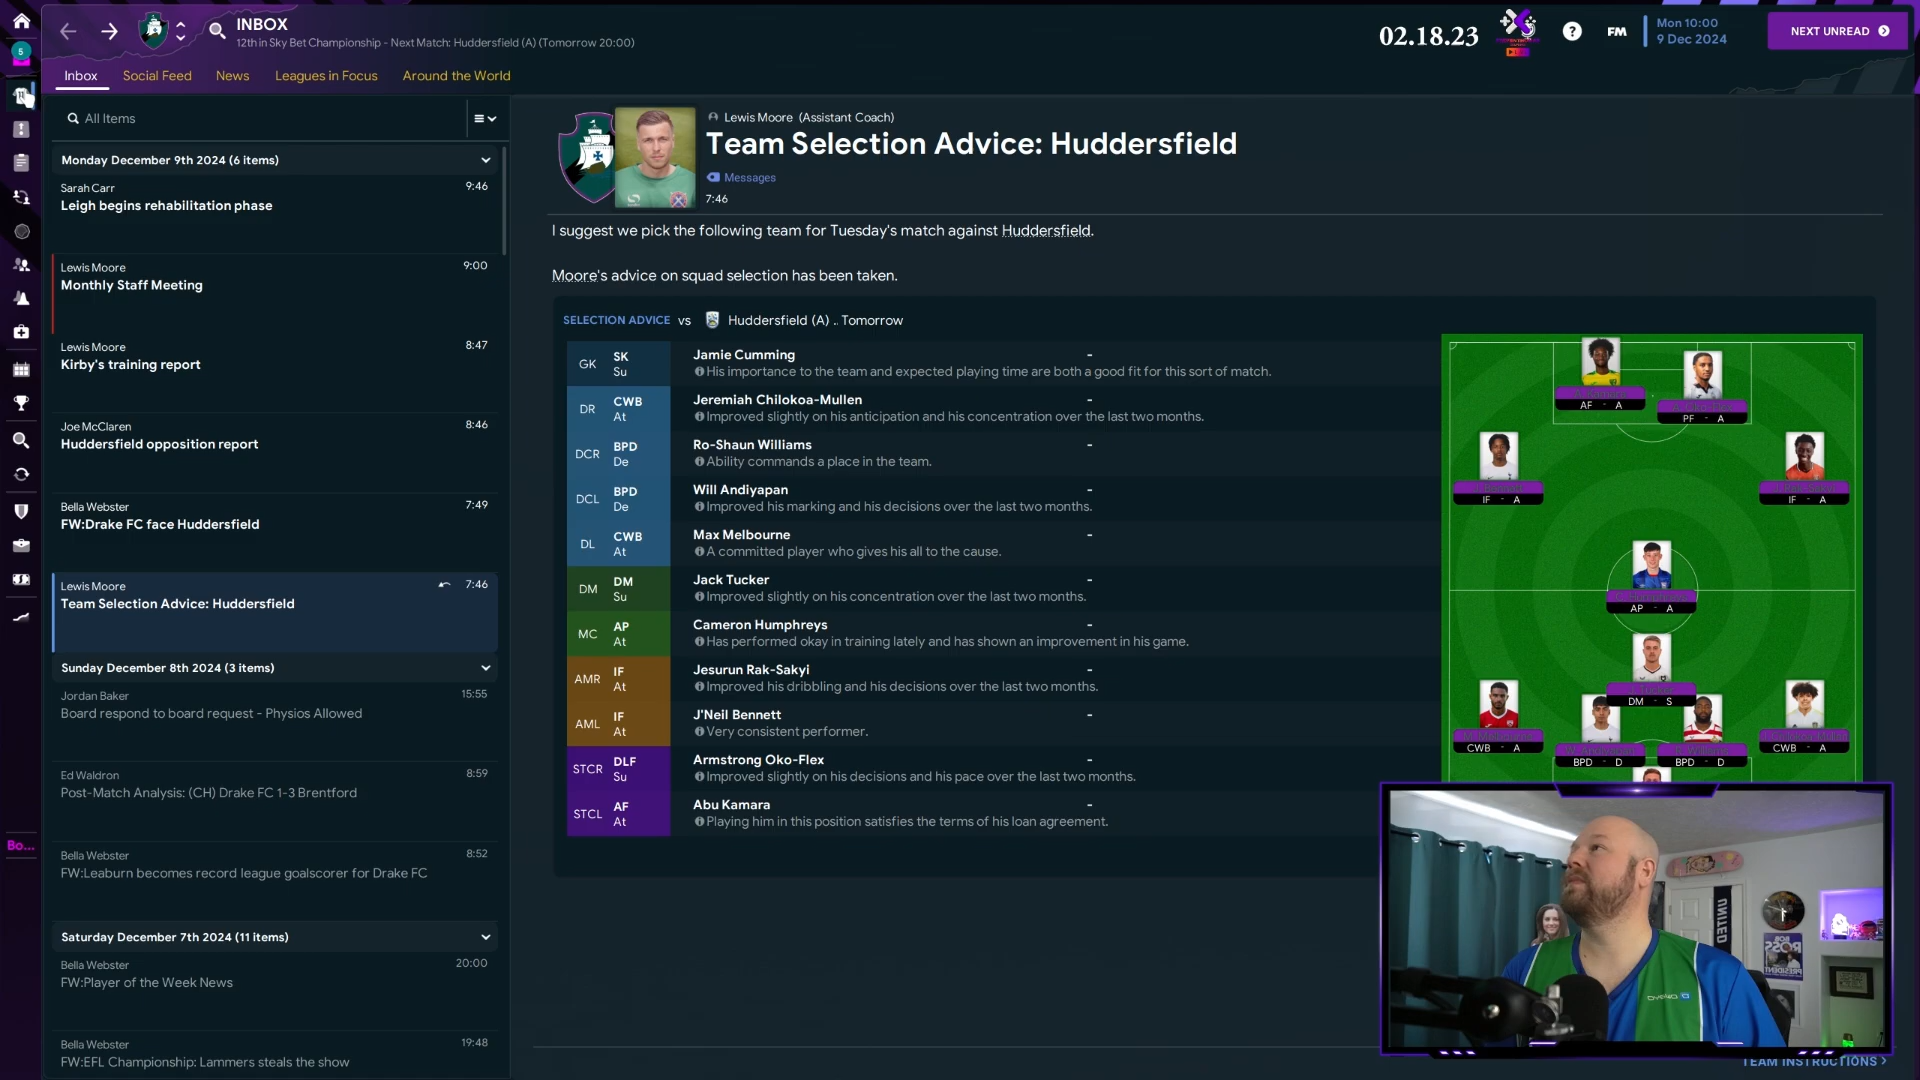 INBOX
12th in Sky Bet Championship - Next Match: Huddersfield (A) (Tomorrow 20:00)
02.18.23
?
FM
Mon 10:00
9 Dec 2024
NEXT UNREAD
5
Inbox
Social Feed
News
Leagues in Focus
Around the World
All Items
Monday December 9th 2024 (6 items)
Sarah Carr
9:46
Leigh begins rehabilitation phase
Lewis Moore
9:00
Monthly Staff Meeting
Lewis Moore
8:47
Kirby's training report
Joe McClaren
8:46
Huddersfield opposition report
Bella Webster
7:49
FW:Drake FC face Huddersfield
Lewis Moore
7:46
Team Selection Advice: Huddersfield
Sunday December 8th 2024 (3 items)
Jordan Baker
15:55
Board respond to board request - Physios Allowed
Ed Waldron
8:59
Post-Match Analysis: (CH) Drake FC 1-3 Brentford
Bella Webster
8:52
FW:Leaburn becomes record league goalscorer for Drake FC
Saturday December 7th 2024 (11 items)
Bella Webster
20:00
FW:Player of the Week News
Bella Webster
19:48
FW:EFL Championship: Lammers steals the show
Bo...
Lewis Moore (Assistant Coach)
Team Selection Advice: Huddersfield
Messages
7:46
I suggest we pick the following team for Tuesday's match against Huddersfield.
Moore's advice on squad selection has been taken.
SELECTION ADVICE vs Huddersfield (A) .. Tomorrow
GK SK Su Jamie Cumming -
His importance to the team and expected playing time are both a good fit for this sort of match.
DR CWB At Jeremiah Chilokoa-Mullen -
Improved slightly on his anticipation and his concentration over the last two months.
DCR BPD De Ro-Shaun Williams -
Ability commands a place in the team.
DCL BPD De Will Andiyapan -
Improved his marking and his decisions over the last two months.
DL CWB At Max Melbourne -
A committed player who gives his all to the cause.
DM DM Su Jack Tucker -
Improved slightly on his concentration over the last two months.
MC AP At Cameron Humphreys -
Has performed okay in training lately and has shown an improvement in his game.
AMR IF At Jesurun Rak-Sakyi -
Improved his dribbling and his decisions over the last two months.
AML IF At J'Neil Bennett -
Very consistent performer.
STCR DLF Su Armstrong Oko-Flex -
Improved slightly on his decisions and his pace over the last two months.
STCL AF At Abu Kamara -
Playing him in this position satisfies the terms of his loan agreement.
AF - A
PF - A
IF - A
IF - A
AP - A
DM - S
CWB - A
BPD - D
BPD - D
CWB - A
UNITED
TEAM INSTRUCTIONS